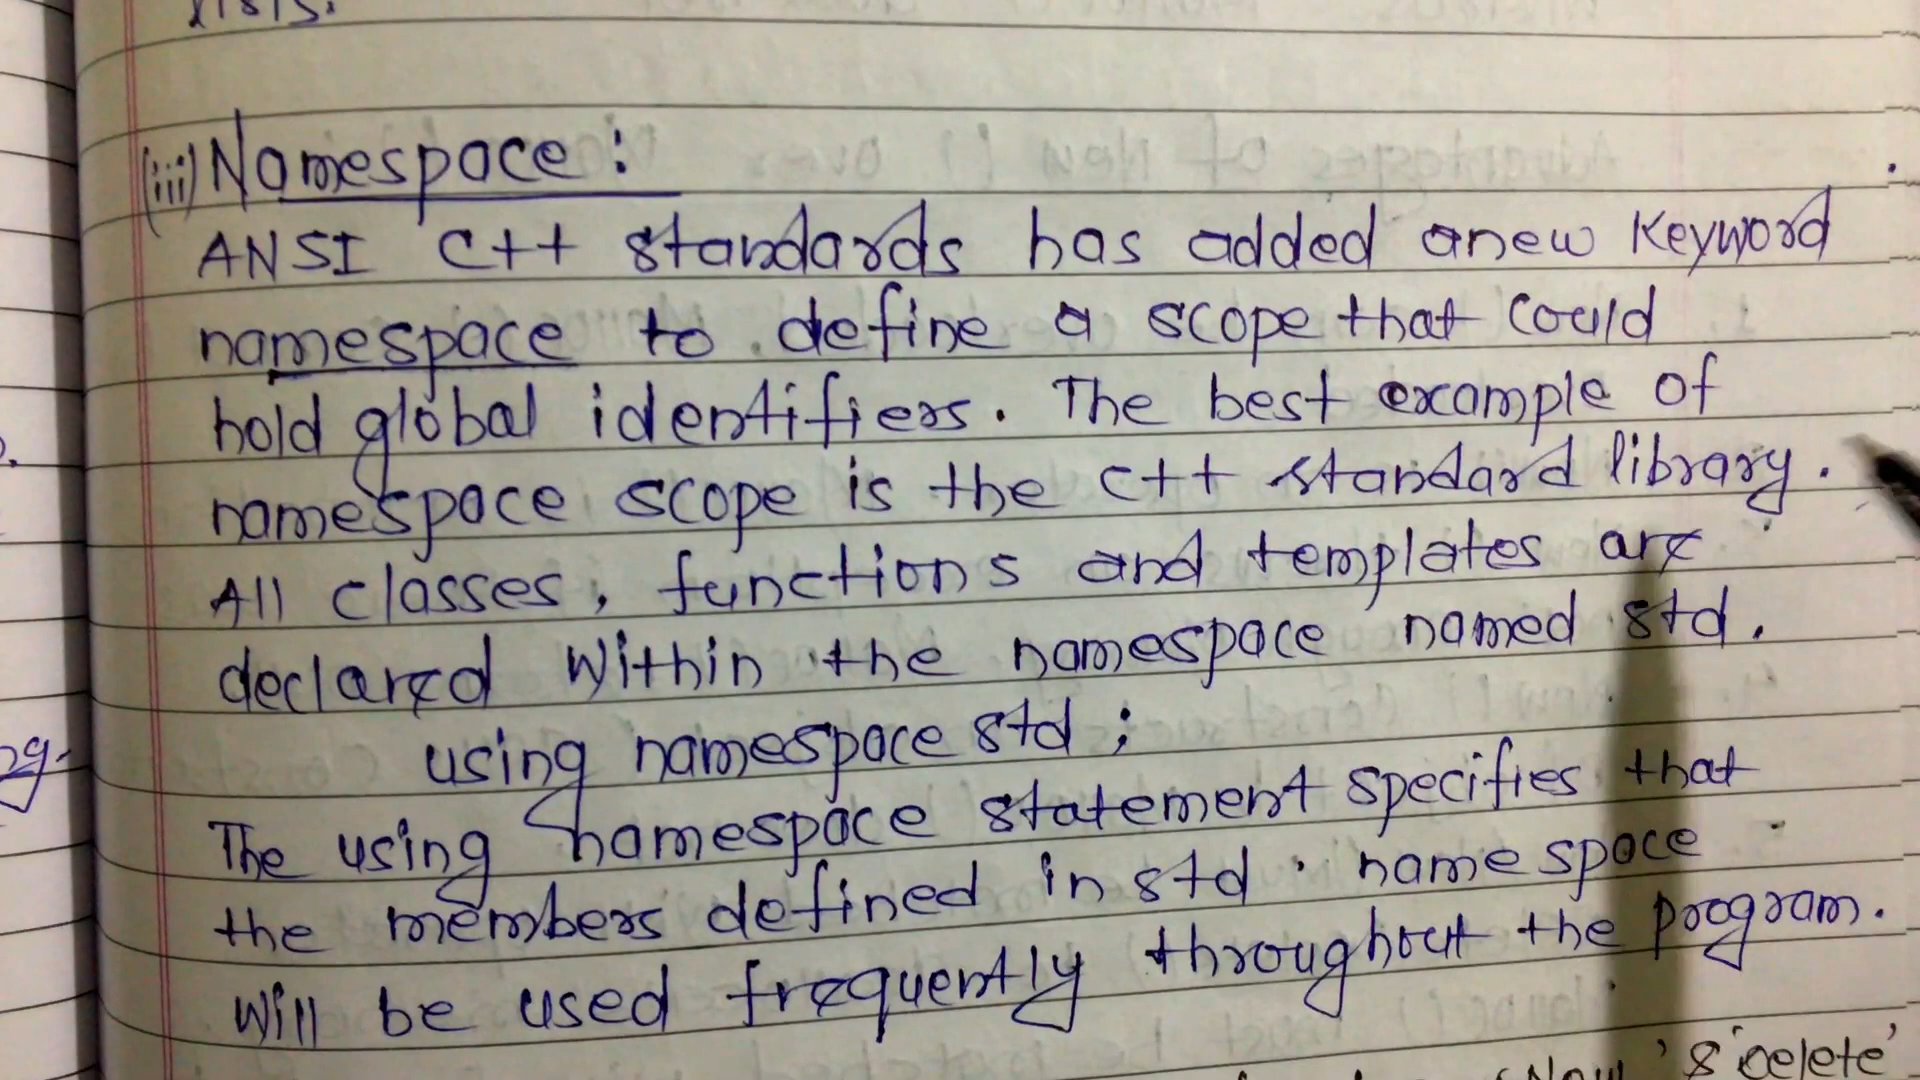 (iii) Namespace :
ANSI C++ standards has added a new Keyword
namespace to define a scope that could
hold global identifiers. The best example of
namespace scope is the C++ standard library.
All classes, functions and templates are
declared within the namespace named std.
using namespace std ;
The using namespace statement specifies that
the members defined in std namespace
will be used frequently throughout the program.
' & 'Delete'